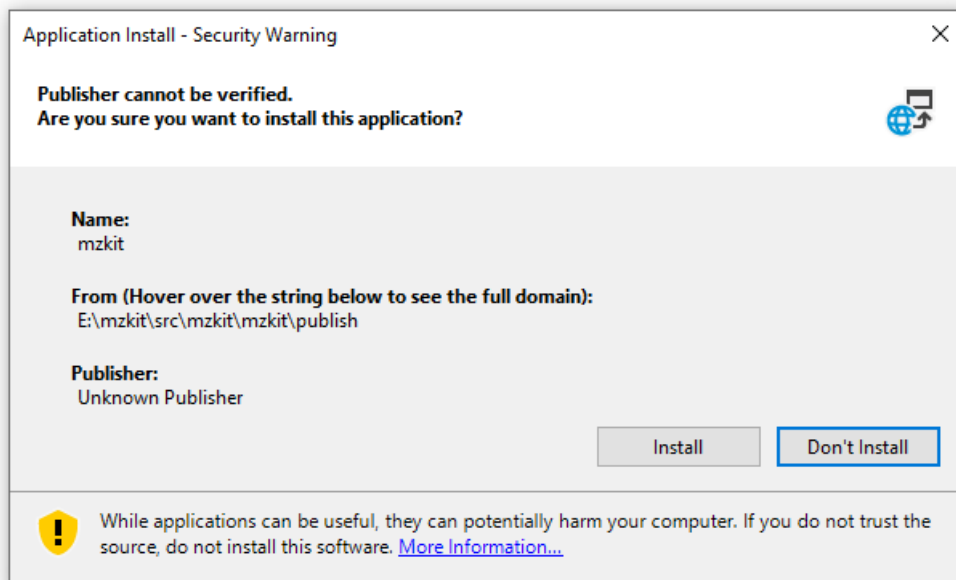 Application Install - Security Warning
Publisher cannot be verified.
Are you sure you want to install this application?
Name:
mzkit
From (Hover over the string below to see the full domain):
E:\mzkit\src\mzkit\mzkit\publish
Publisher:
Unknown Publisher
Install
Don't Install
While applications can be useful, they can potentially harm your computer. If you do not trust the
source, do not install this software. More Information...